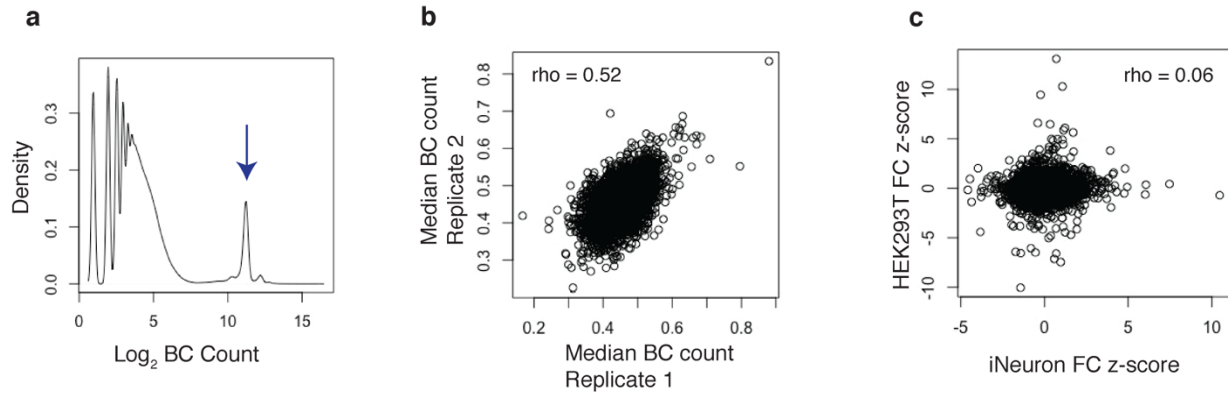 a
Density
0.0
0.1
0.2
0.3
0
5
10
15
Log2 BC Count
b
rho = 0.52
Median BC count
Replicate 2
0.3
0.4
0.5
0.6
0.7
0.8
0.2
0.4
0.6
0.8
Median BC count
Replicate 1
c
rho = 0.06
HEK293T FC z-score
-10
-5
0
5
10
-5
0
5
10
iNeuron FC z-score